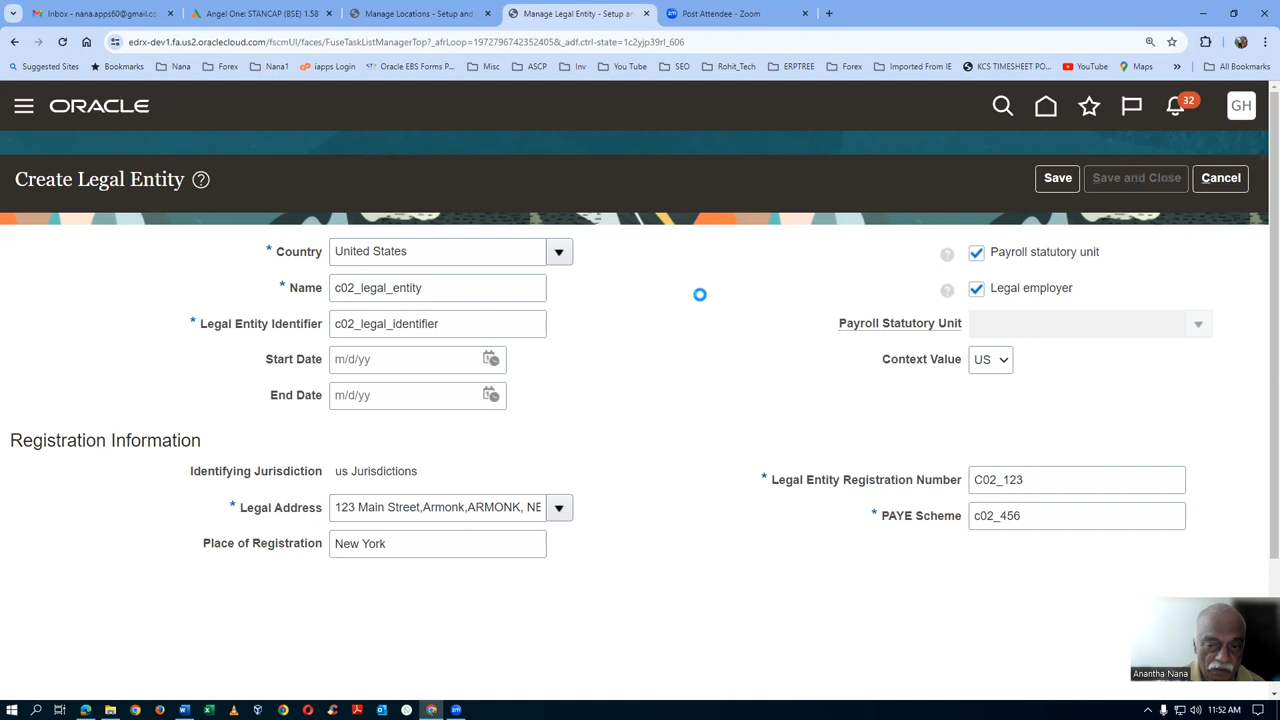 Inbox - nana.apps60@gmail.co
Angel One: STANCAP (BSE) 1.58
Manage Locations - Setup and
Manage Legal Entity - Setup an
Post Attendee - Zoom
edrx-dev1.fa.us2.oraclecloud.com/fscmUI/faces/FuseTaskListManagerTop?_afrLoop=1972796742352405&_adf.ctrl-state=1c2yjp39rl_606
Suggested Sites Bookmarks Nana Forex Nana1 iapps Login Oracle EBS Forms P... Misc ASCP Inv You Tube SEO Rohit_Tech ERPTREE Forex Imported From IE KCS TIMESHEET PO... YouTube Maps All Bookmarks
ORACLE
32
GH
Create Legal Entity
Save
Save and Close
Cancel
* Country United States
Payroll statutory unit
* Name c02_legal_entity
Legal employer
* Legal Entity Identifier c02_legal_identifier
Payroll Statutory Unit
Start Date m/d/yy
Context Value US
End Date m/d/yy
Registration Information
Identifying Jurisdiction us Jurisdictions
* Legal Entity Registration Number C02_123
* Legal Address 123 Main Street,Armonk,ARMONK, NE
* PAYE Scheme c02_456
Place of Registration New York
Anantha Nana
11:52 AM